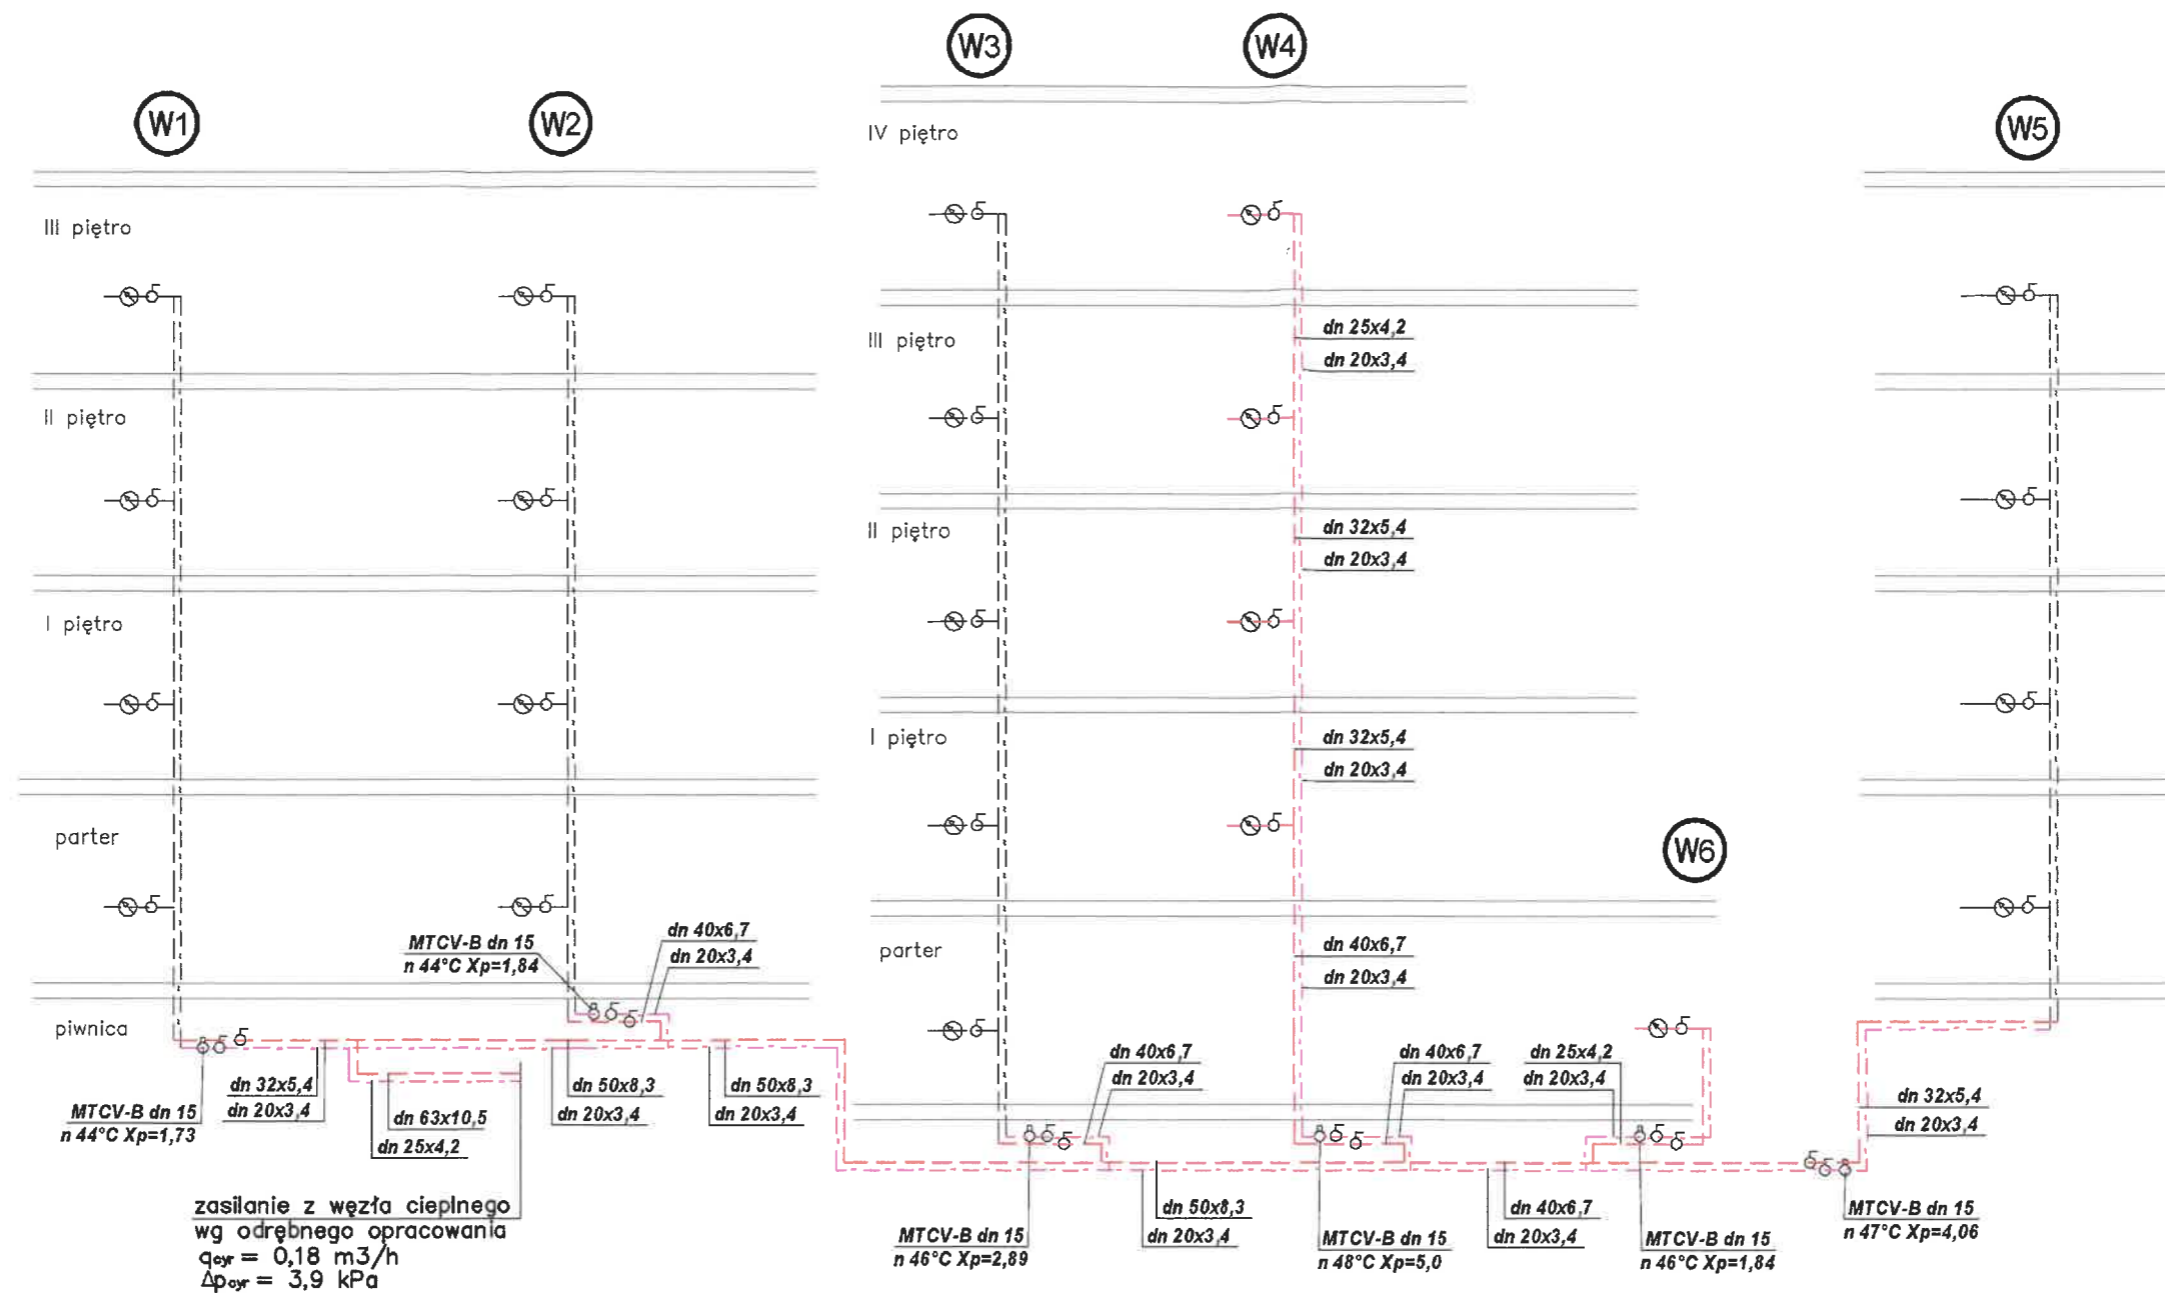 W3
W4
W1
W2
W5
IV piętro
III piętro
III piętro
dn 25x4,2
dn 20x3,4
II piętro
II piętro
dn 32x5,4
dn 20x3,4
I piętro
I piętro
dn 32x5,4
dn 20x3,4
parter
W6
parter
MTCV-B dn 15
n 44°C Xp=1,84
dn 40x6,7
dn 20x3,4
dn 40x6,7
dn 20x3,4
piwnica
dn 32x5,4
dn 20x3,4
MTCV-B dn 15
n 44°C Xp=1,73
dn 63x10,5
dn 25x4,2
dn 50x8,3
dn 20x3,4
dn 50x8,3
dn 20x3,4
dn 40x6,7
dn 20x3,4
dn 40x6,7
dn 20x3,4
dn 25x4,2
dn 20x3,4
dn 32x5,4
dn 20x3,4
zasilanie z węzła cieplnego
wg odrębnego opracowania
qcyr = 0,18 m3/h
Δpcyr = 3,9 kPa
MTCV-B dn 15
n 46°C Xp=2,89
dn 50x8,3
dn 20x3,4
MTCV-B dn 15
n 48°C Xp=5,0
dn 40x6,7
dn 20x3,4
MTCV-B dn 15
n 46°C Xp=1,84
MTCV-B dn 15
n 47°C Xp=4,06